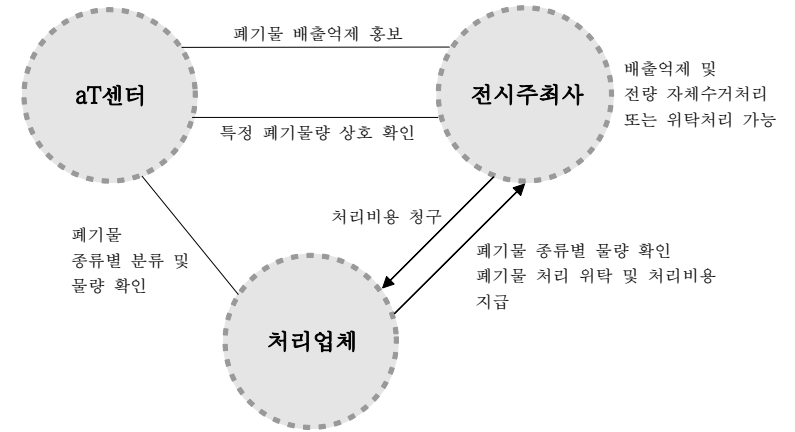 폐기물 배출억제 홍보
aT센터
전시주최사
배출억제 및
전량 자체수거처리
또는 위탁처리 가능
특정 폐기물량 상호 확인
처리비용 청구
폐기물
종류별 분류 및
물량 확인
폐기물 종류별 물량 확인
폐기물 처리 위탁 및 처리비용
지급
처리업체